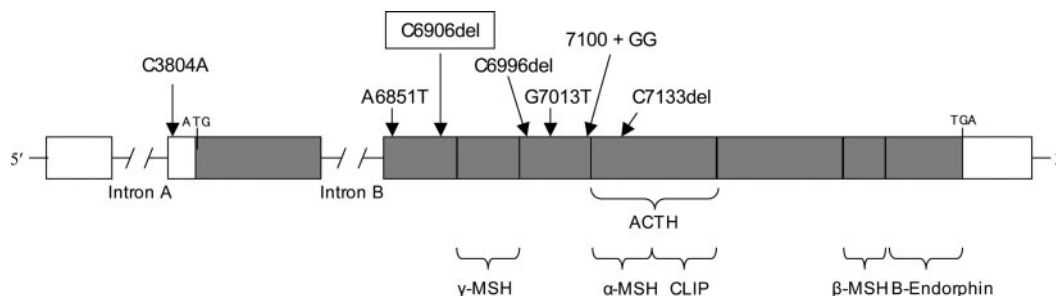 C6906del
7100 + GG
C3804A
C6996del
A6851T
G7013T
C7133del
ATG
TGA
5′
Intron A
Intron B
ACTH
γ-MSH
α-MSH
CLIP
β-MSH
B-Endorphin